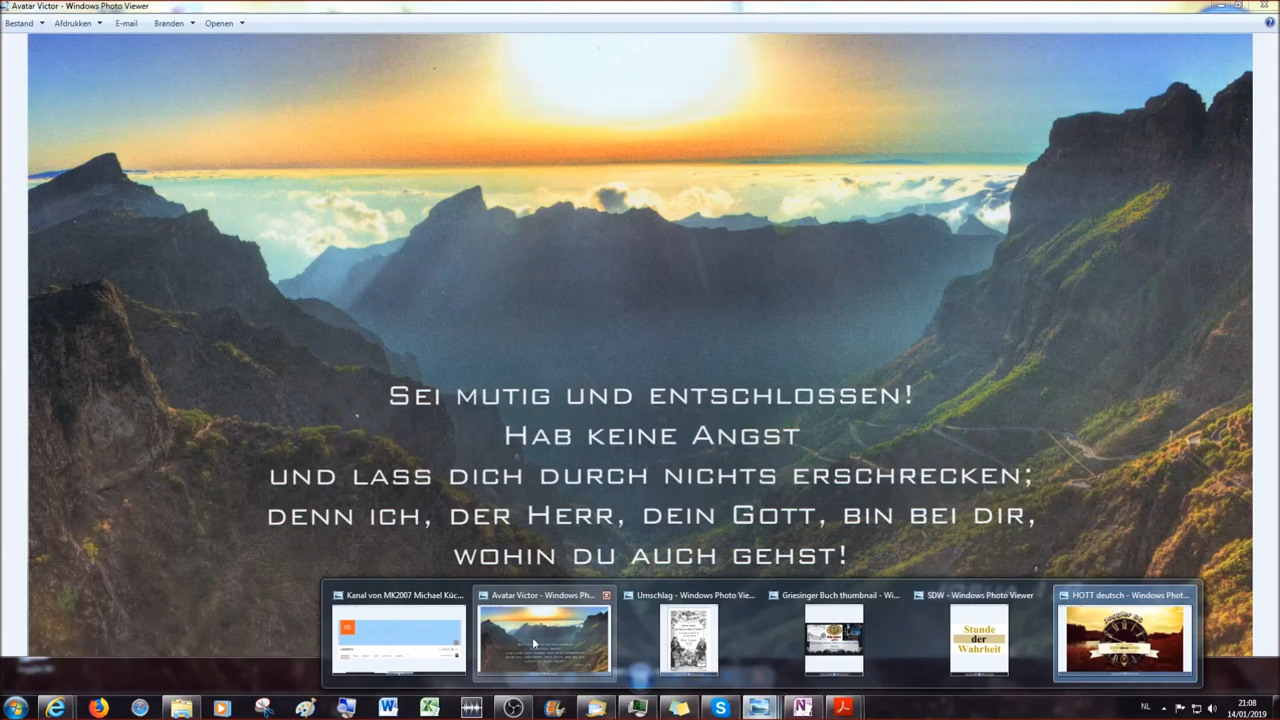 Avatar Victor - Windows Photo Viewer
Bestand Afdrukken E-mail Branden Openen
Sei mutig und entschlossen!
Hab keine Angst
und lass dich durch nichts erschrecken;
denn ich, der Herr, dein Gott, bin bei dir,
wohin du auch gehst!
Kanal von MK2007 Michael Küc... Avatar Victor - Windows Ph... Umschlag - Windows Photo Vie... Griesinger Buch thumbnail - Wi... SDW - Windows Photo Viewer HOTT deutsch - Windows Phot...
Stunde
der
Wahrheit
NL 21:08
14/01/2019